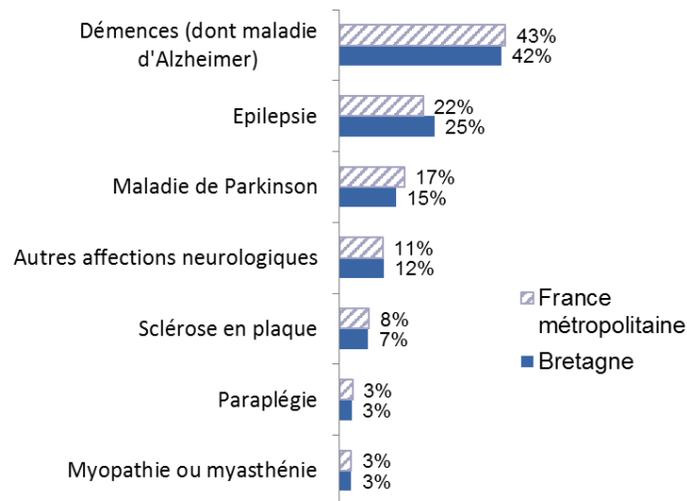 Démences (dont maladie
d'Alzheimer)
43%
42%
Epilepsie
22%
25%
Maladie de Parkinson
17%
15%
Autres affections neurologiques
11%
12%
Sclérose en plaque
8%
7%
France
métropolitaine
Bretagne
Paraplégie
3%
3%
Myopathie ou myasthénie
3%
3%